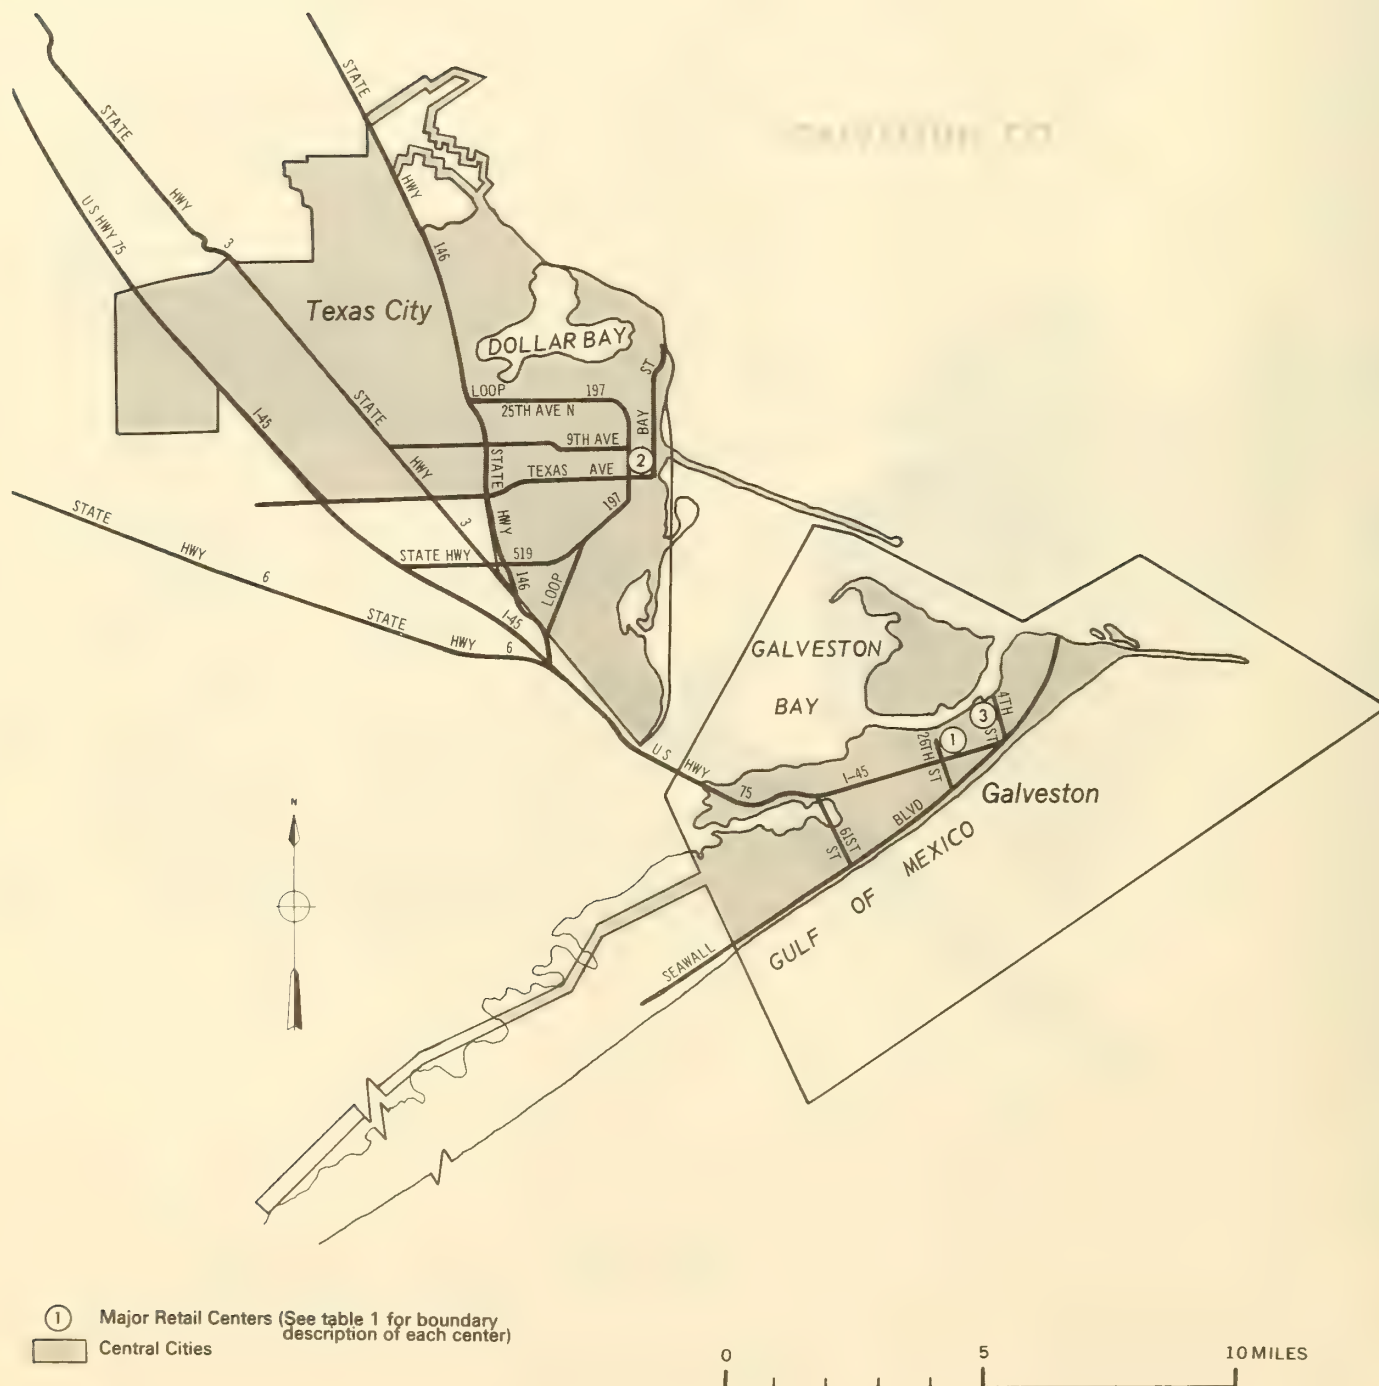 STATE
HWY
146
STATE
HWY
3
U S HWY 75
Texas City
DOLLAR BAY
LOOP 197
25TH AVE N
BAY ST
I-45
STATE
HWY
3
9TH AVE
2
STATE
HWY
146
TEXAS AVE
197
STATE HWY 519
LOOP
STATE
HWY
6
STATE
HWY
6
I-45
GALVESTON
BAY
4TH
ST
3
1
26TH
ST
U S HWY
75
I-45
Galveston
61ST
ST
SEAWALL
BLVD
GULF OF MEXICO
N
1 Major Retail Centers (See table 1 for boundary
description of each center)
Central Cities
0 5 10 MILES